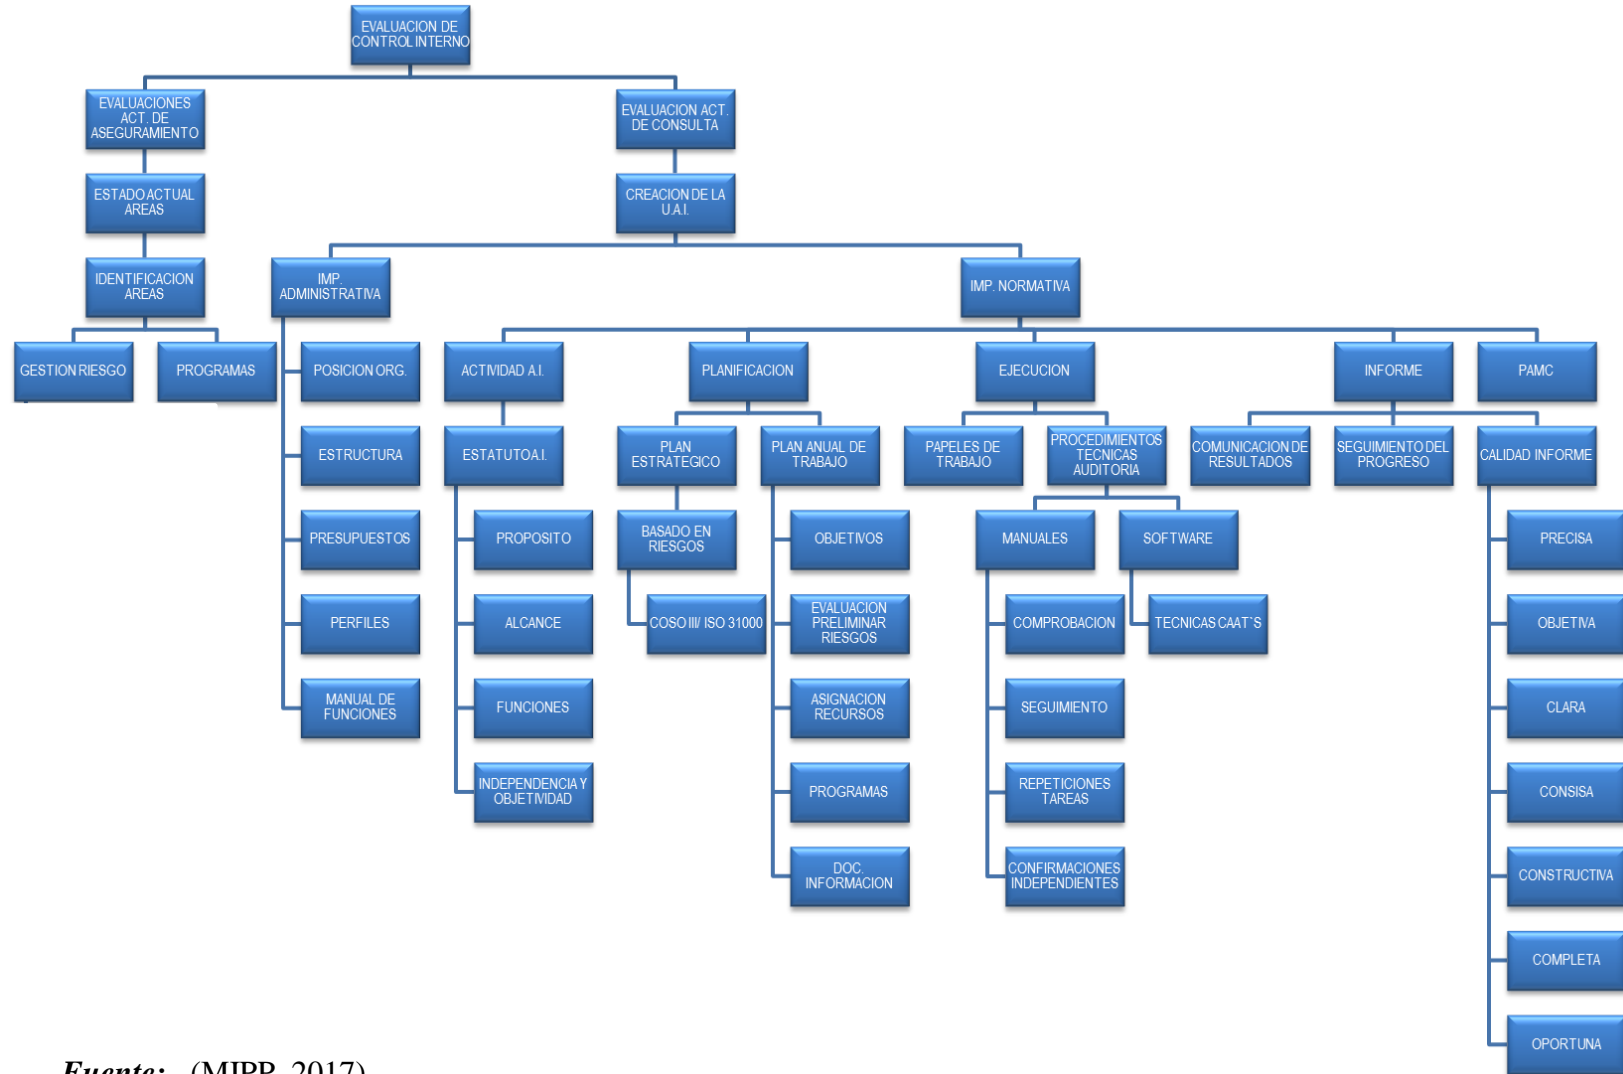 EVALUACION DE
CONTROL INTERNO
EVALUACIONES
ACT. DE
ASEGURAMIENTO
EVALUACION ACT.
DE CONSULTA
ESTADO ACTUAL
AREAS
CREACION DE LA
U.A.I.
IDENTIFICACION
AREAS
IMP.
ADMINISTRATIVA
IMP. NORMATIVA
GESTION RIESGO
PROGRAMAS
POSICION ORG.
ACTIVIDAD A.I.
PLANIFICACION
EJECUCION
INFORME
PAMC
ESTRUCTURA
ESTATUTO A.I.
PLAN
ESTRATEGICO
PLAN ANUAL DE
TRABAJO
PAPELES DE
TRABAJO
PROCEDIMIENTOS
TECNICAS
AUDITORIA
COMUNICACION DE
RESULTADOS
SEGUIMIENTO DEL
PROGRESO
CALIDAD INFORME
PRESUPUESTOS
PROPOSITO
BASADO EN
RIESGOS
OBJETIVOS
MANUALES
SOFTWARE
PRECISA
PERFILES
ALCANCE
COSO III/ ISO 31000
EVALUACION
PRELIMINAR
RIESGOS
COMPROBACION
TECNICAS CAAT`S
OBJETIVA
MANUAL DE
FUNCIONES
FUNCIONES
ASIGNACION
RECURSOS
SEGUIMIENTO
CLARA
INDEPENDENCIA Y
OBJETIVIDAD
PROGRAMAS
REPETICIONES
TAREAS
CONSISA
DOC.
INFORMACION
CONFIRMACIONES
INDEPENDIENTES
CONSTRUCTIVA
COMPLETA
OPORTUNA
Fuente: (MIPP, 2017)